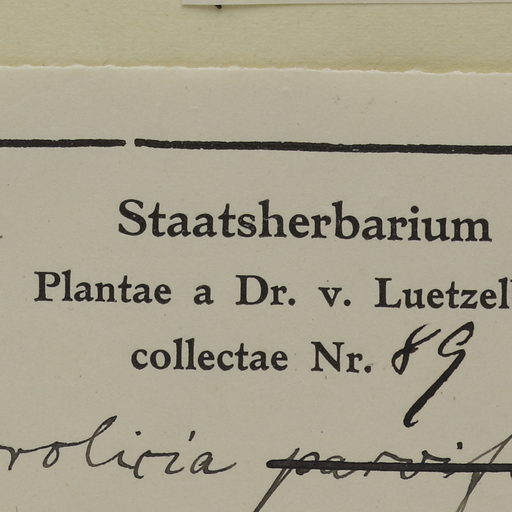 Staatsherbarium
Plantae a Dr. v. Luetzel
collectae Nr. 89